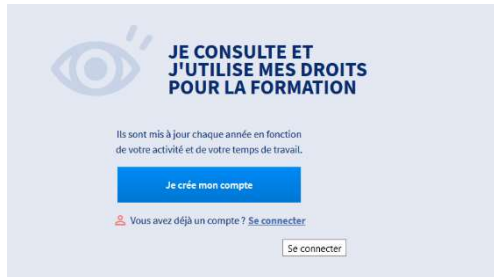 JE CONSULTE ET
J'UTILISE MES DROITS
POUR LA FORMATION
Ils sont mis à jour chaque année en fonction
de votre activité et de votre temps de travail.
Je crée mon compte
Vous avez déjà un compte ? Se connecter
Se connecter